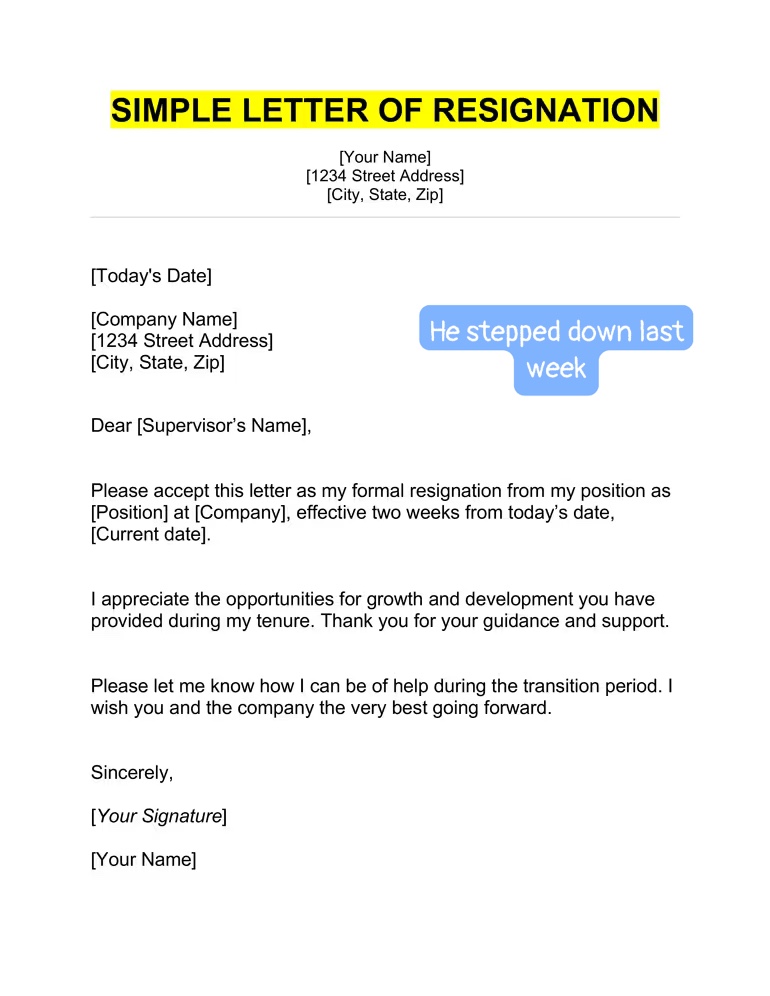 SIMPLE LETTER OF RESIGNATION
[Your Name]
[1234 Street Address]
[City, State, Zip]
[Today's Date]
[Company Name]
[1234 Street Address]
[City, State, Zip]
He stepped down last
week
Dear [Supervisor’s Name],
Please accept this letter as my formal resignation from my position as
[Position] at [Company], effective two weeks from today’s date,
[Current date].
I appreciate the opportunities for growth and development you have
provided during my tenure. Thank you for your guidance and support.
Please let me know how I can be of help during the transition period. I
wish you and the company the very best going forward.
Sincerely,
[Your Signature]
[Your Name]